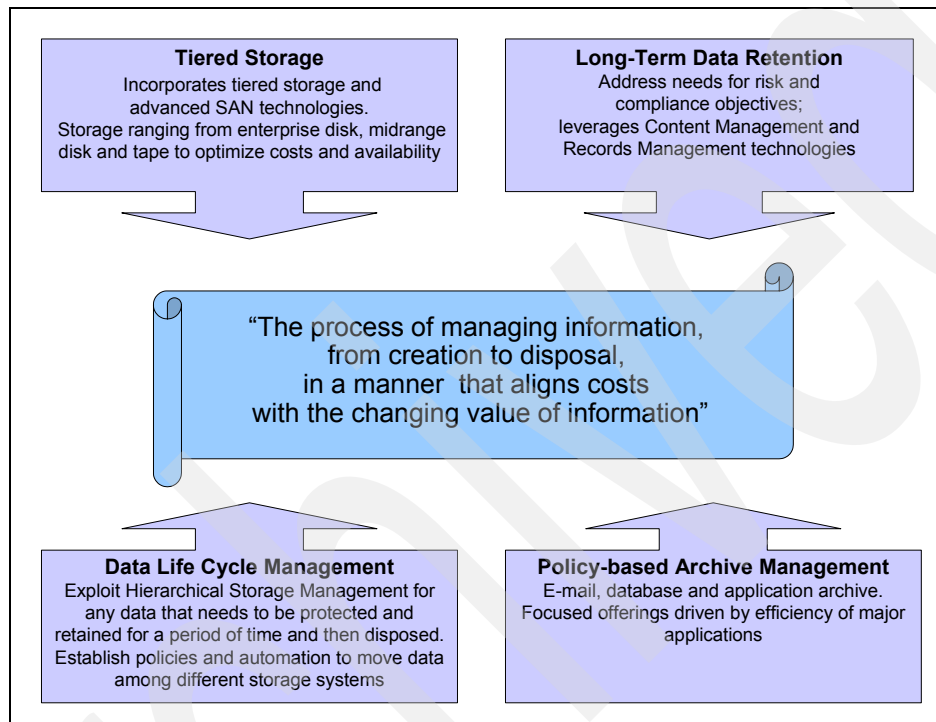 Tiered Storage
Incorporates tiered storage and
advanced SAN technologies.
Storage ranging from enterprise disk, midrange
disk and tape to optimize costs and availability
Long-Term Data Retention
Address needs for risk and
compliance objectives;
leverages Content Management and
Records Management technologies
“The process of managing information,
from creation to disposal,
in a manner that aligns costs
with the changing value of information”
Data Life Cycle Management
Exploit Hierarchical Storage Management for
any data that needs to be protected and
retained for a period of time and then disposed.
Establish policies and automation to move data
among different storage systems
Policy-based Archive Management
E-mail, database and application archive.
Focused offerings driven by efficiency of major
applications